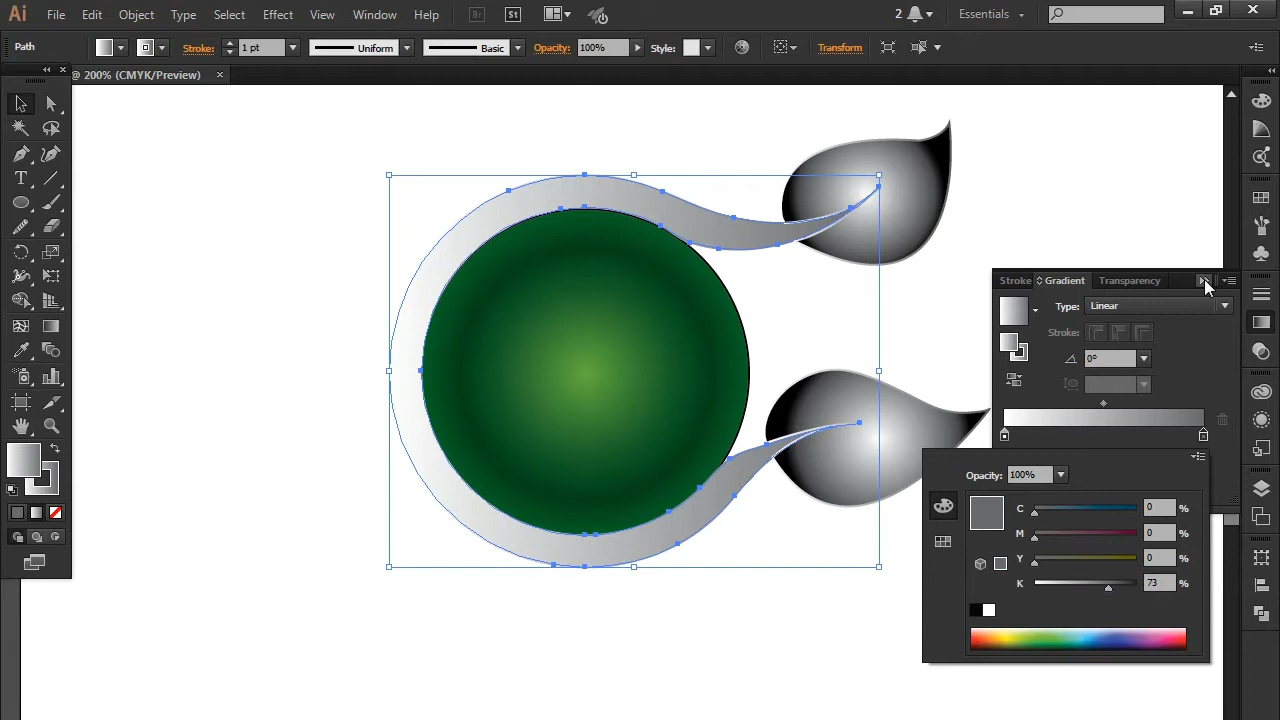 Ai File Edit Object Type Select Effect View Window Help Br St 2 Essentials
Path Stroke: 1 pt Uniform Basic Opacity: 100% Style: Transform
@ 200% (CMYK/Preview) ×
T
Stroke Gradient Transparency
Type: Linear
Stroke:
0°
Opacity: 100%
C 0 %
M 0 %
Y 0 %
K 73 %